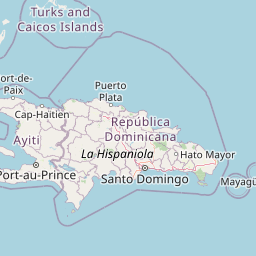 Turks and
Caicos Islands
Port-de-
Paix
Puerto
Plata
Cap-Haitien
República
Dominicana
Ayiti
La Hispaniola
Hato Mayor
Port-au-Prince
Santo Domingo
Mayagü